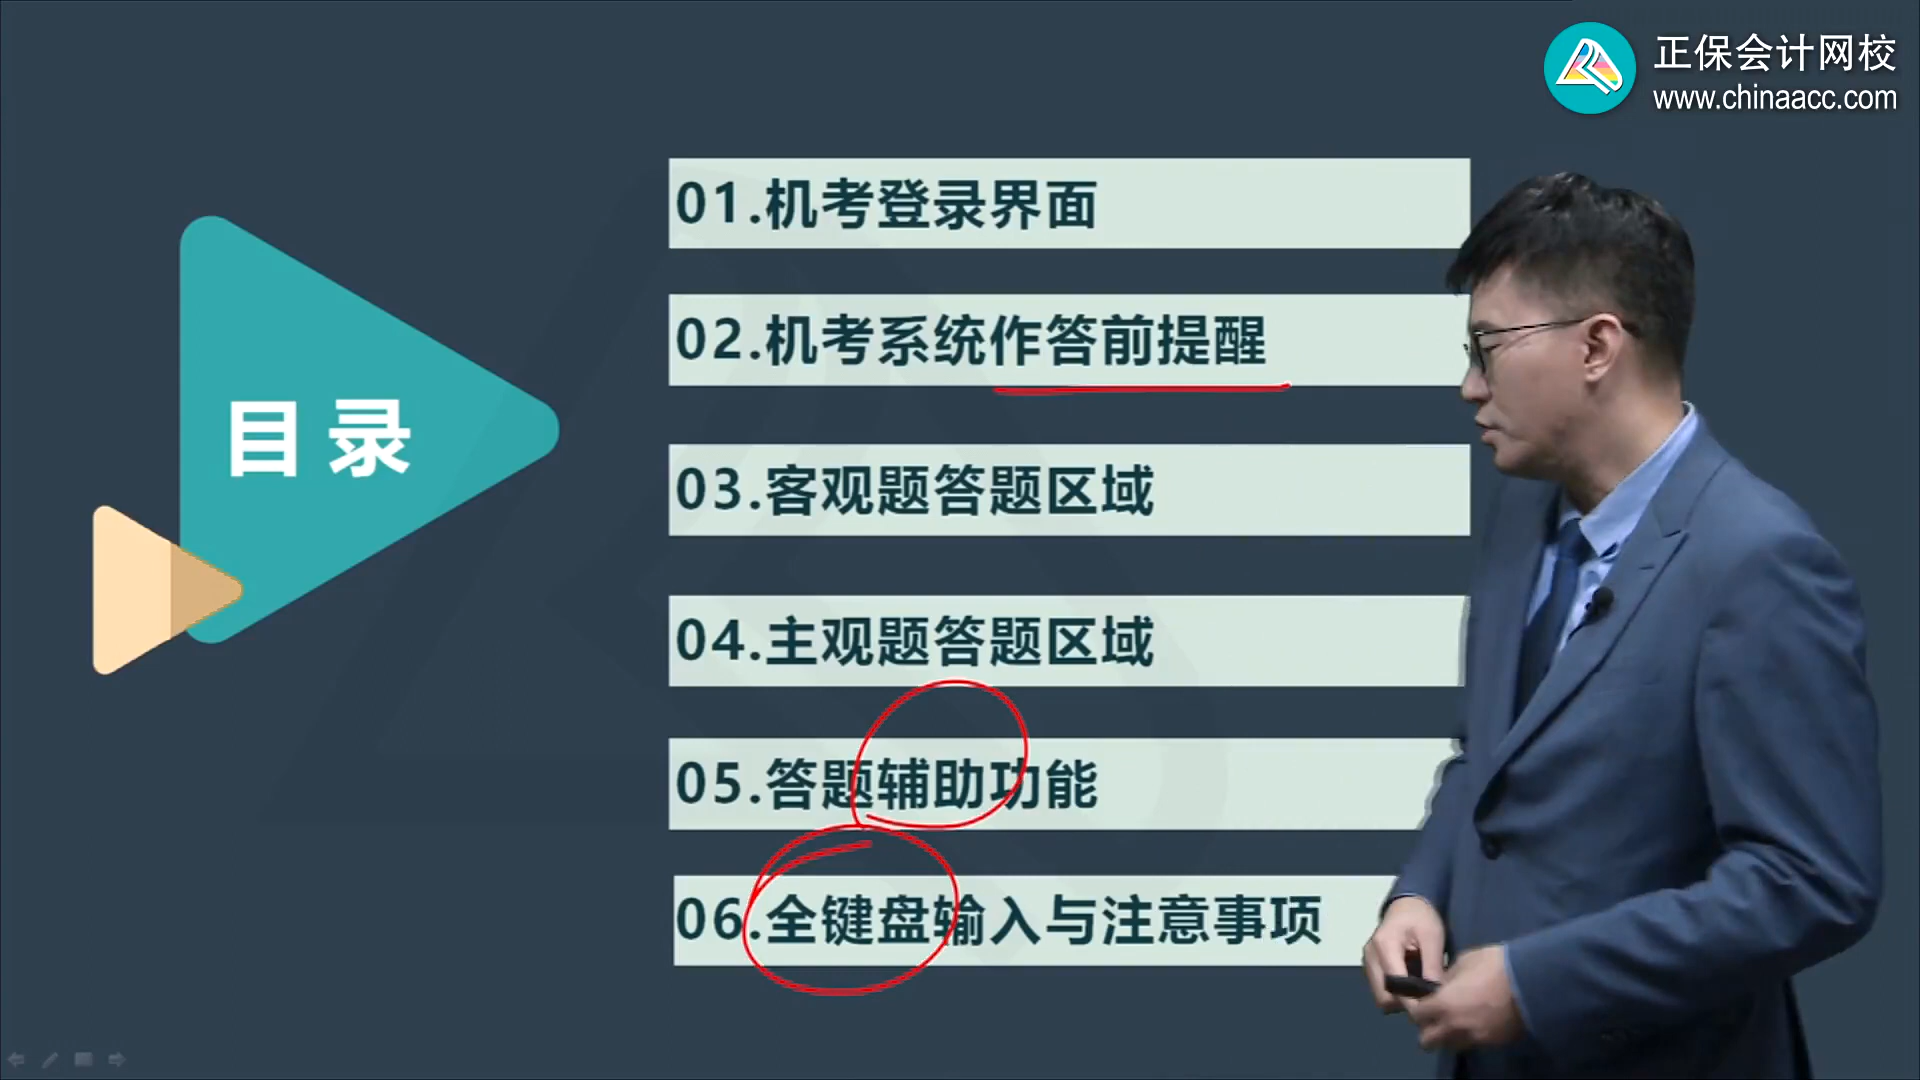 正保会计网校
www.chinaacc.com
目录
01.机考登录界面
02.机考系统作答前提醒
03.客观题答题区域
04.主观题答题区域
05.答题辅助功能
06.全键盘输入与注意事项